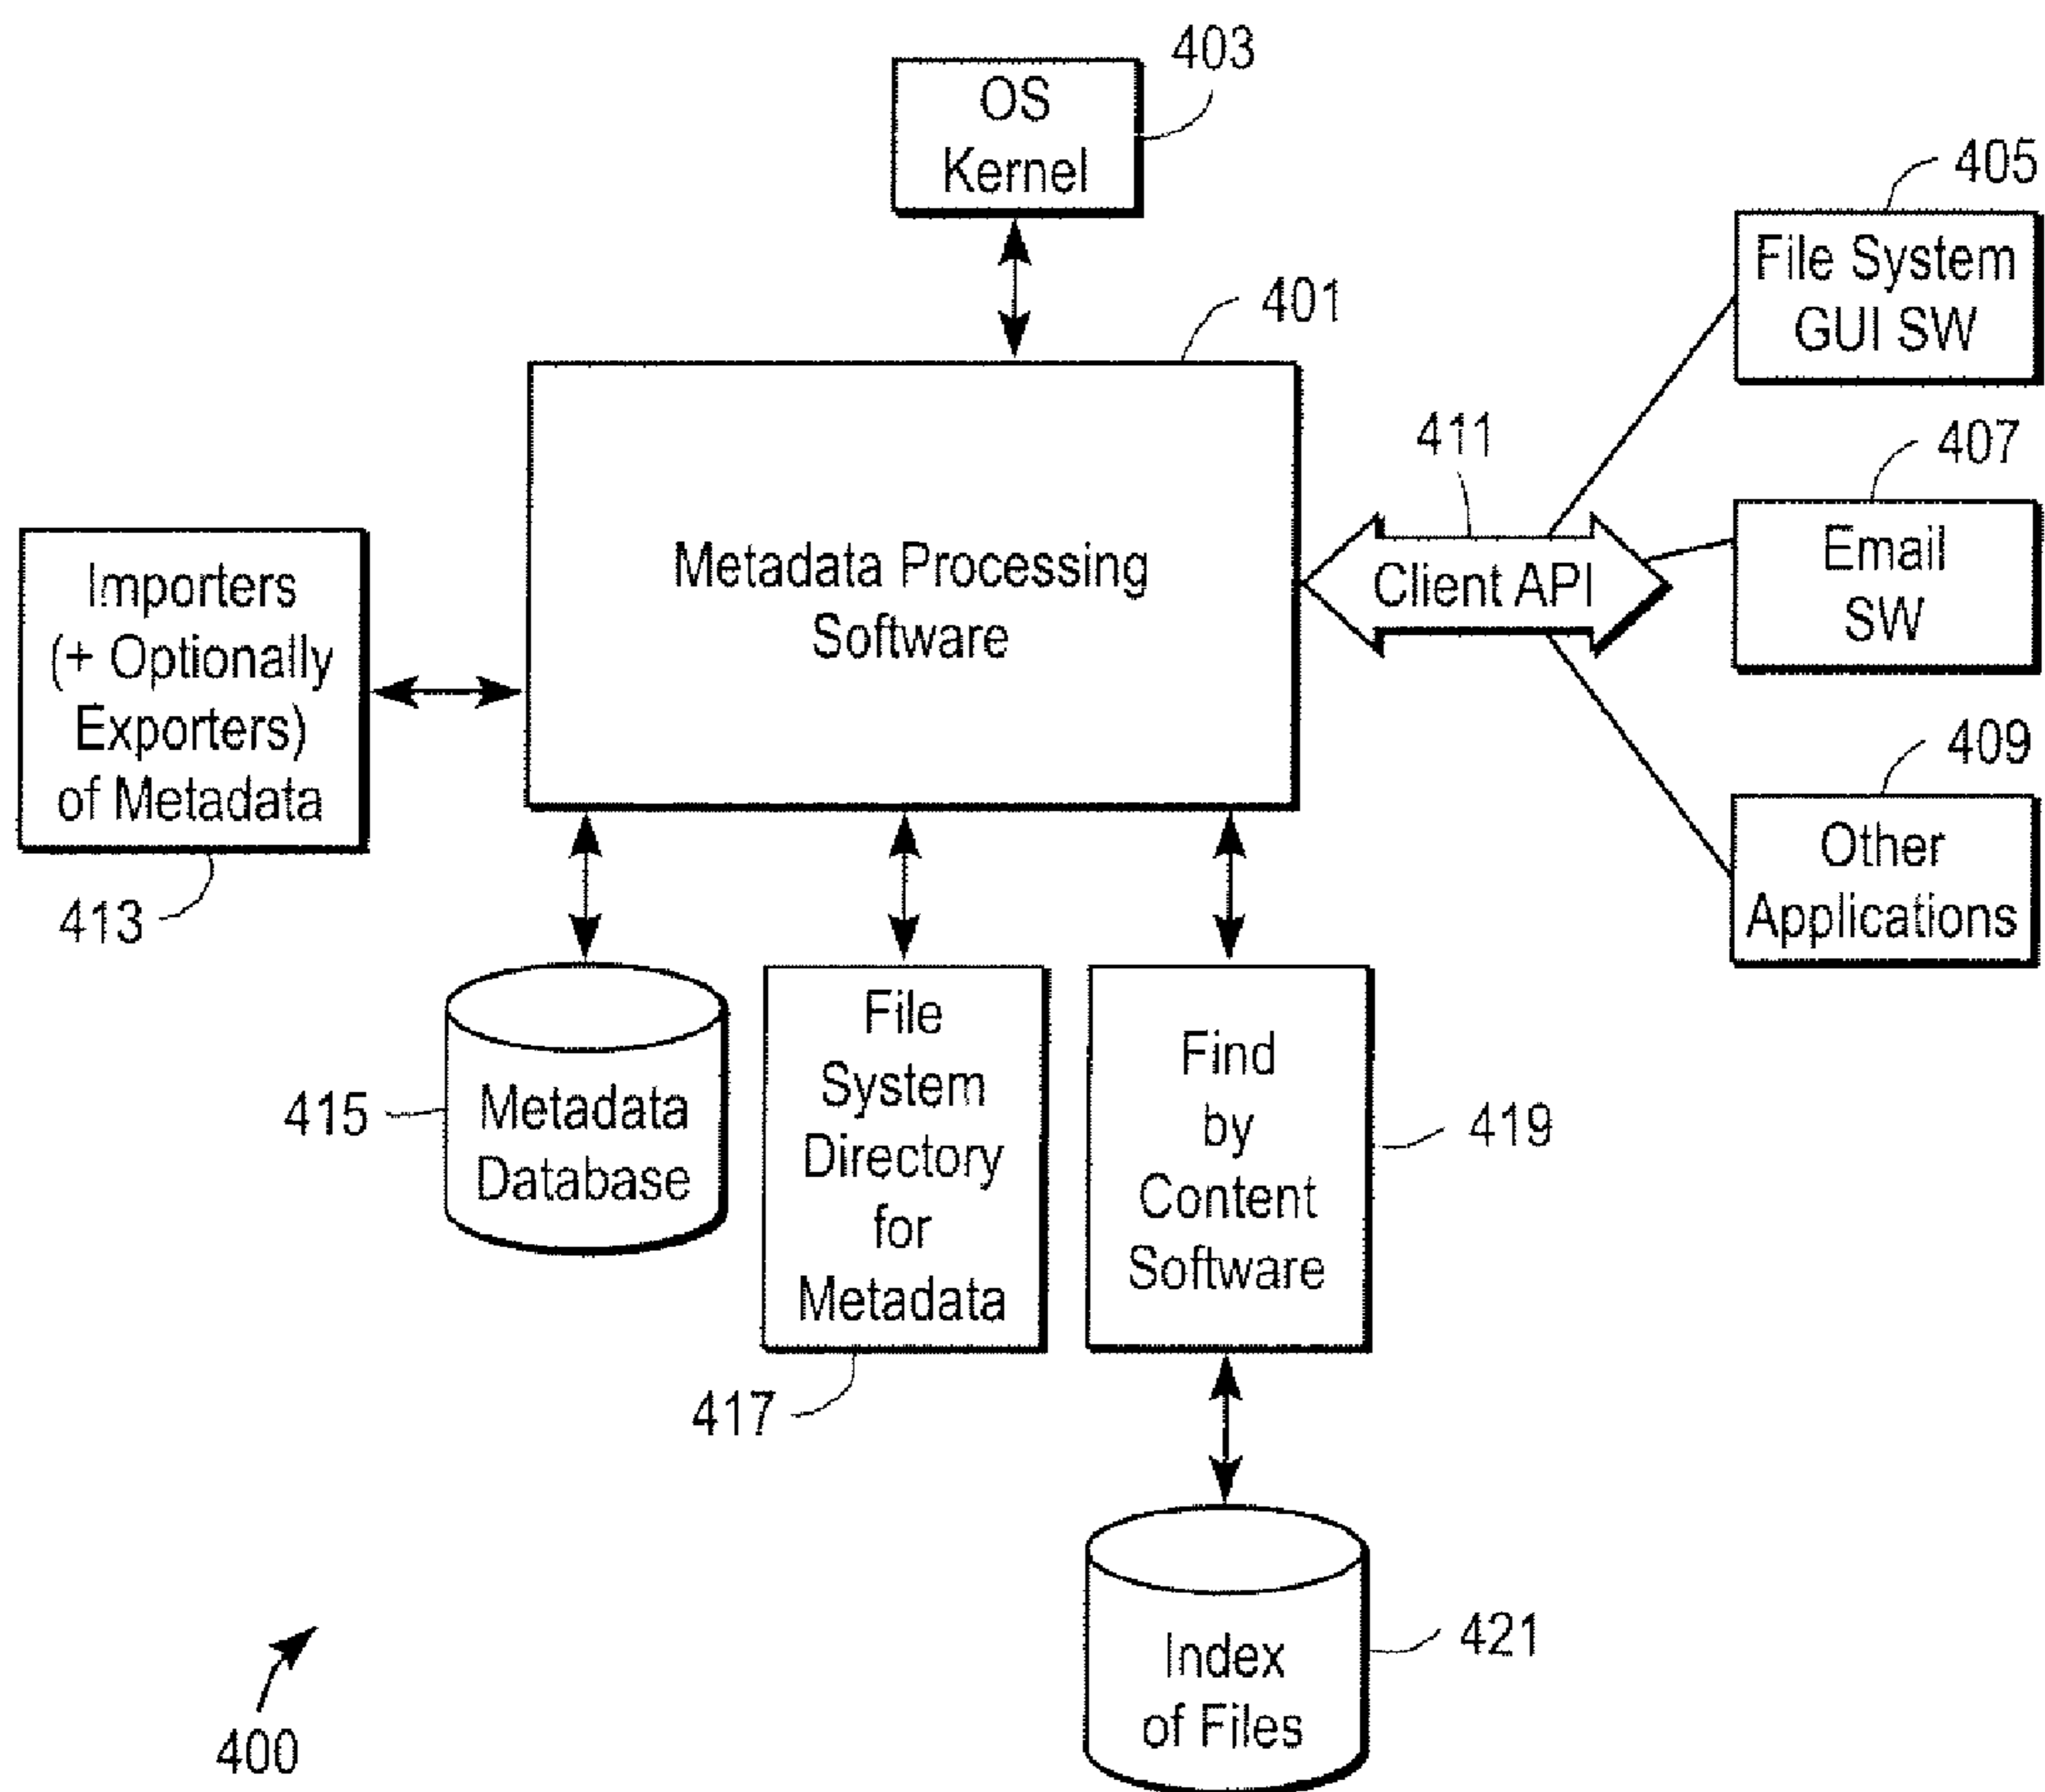 403
OS
Kernel
405
File System
GUI SW
401
411
407
Metadata Processing
Software
Client API
Email
SW
Importers
(+ Optionally
Exporters)
of Metadata
413
409
Other
Applications
415
Metadata
Database
File
System
Directory
for
Metadata
417
Find
by
Content
Software
419
421
Index
of Files
400